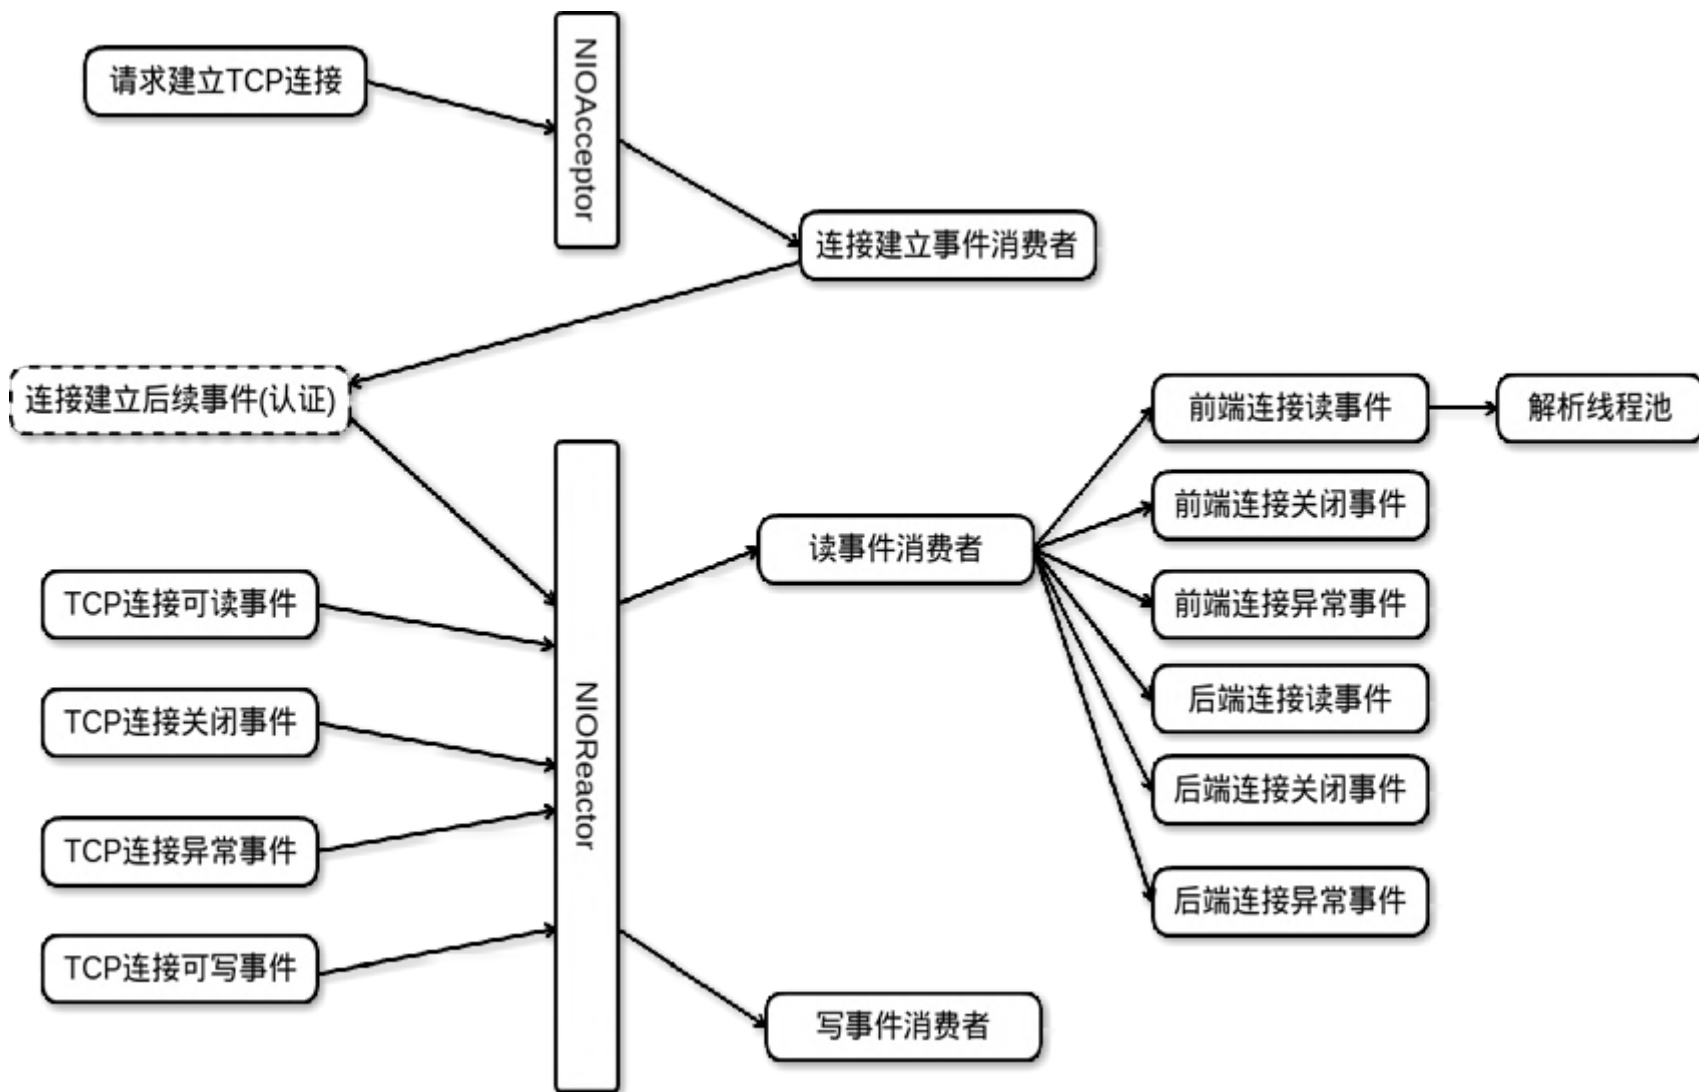 请求建立TCP连接
NIOAcceptor
连接建立事件消费者
连接建立后续事件(认证)
TCP连接可读事件
TCP连接关闭事件
TCP连接异常事件
TCP连接可写事件
NIOReactor
读事件消费者
写事件消费者
前端连接读事件
解析线程池
前端连接关闭事件
前端连接异常事件
后端连接读事件
后端连接关闭事件
后端连接异常事件